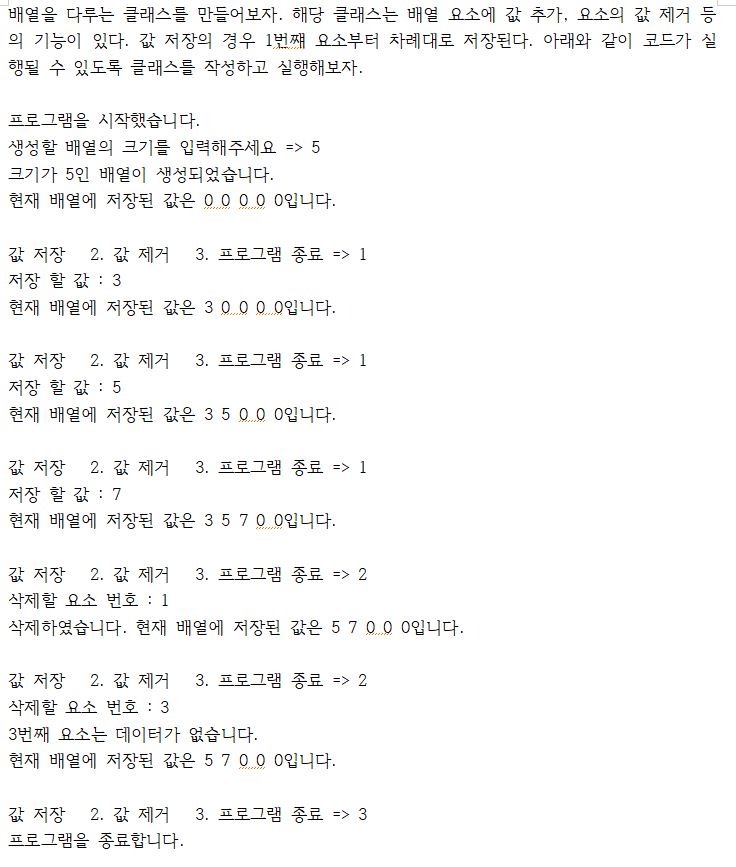 배열을 다루는 클래스를 만들어보자. 해당 클래스는 배열 요소에 값 추가, 요소의 값 제거 등
의 기능이 있다. 값 저장의 경우 1번째 요소부터 차례대로 저장된다. 아래와 같이 코드가 실
행될 수 있도록 클래스를 작성하고 실행해보자.
프로그램을 시작했습니다.
생성할 배열의 크기를 입력해주세요 => 5
크기가 5인 배열이 생성되었습니다.
현재 배열에 저장된 값은 0 0 0 0 0입니다.
값 저장 2. 값 제거 3. 프로그램 종료 => 1
저장 할 값 : 3
현재 배열에 저장된 값은 3 0 0 0 0입니다.
값 저장 2. 값 제거 3. 프로그램 종료 => 1
저장 할 값 : 5
현재 배열에 저장된 값은 3 5 0 0 0입니다.
값 저장 2. 값 제거 3. 프로그램 종료 => 1
저장 할 값 : 7
현재 배열에 저장된 값은 3 5 7 0 0입니다.
값 저장 2. 값 제거 3. 프로그램 종료 => 2
삭제할 요소 번호 : 1
삭제하였습니다. 현재 배열에 저장된 값은 5 7 0 0 0입니다.
값 저장 2. 값 제거 3. 프로그램 종료 => 2
삭제할 요소 번호 : 3
3번째 요소는 데이터가 없습니다.
현재 배열에 저장된 값은 5 7 0 0 0입니다.
값 저장 2. 값 제거 3. 프로그램 종료 => 3
프로그램을 종료합니다.